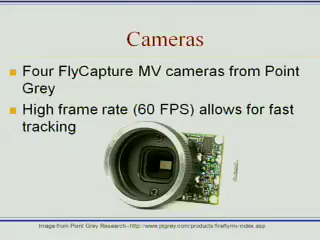 Cameras
Four FlyCapture MV cameras from Point
Grey
High frame rate (60 FPS) allows for fast
tracking
Image from Point Grey Research--http://www.ptgrey.com/products/fireflymv/index.asp